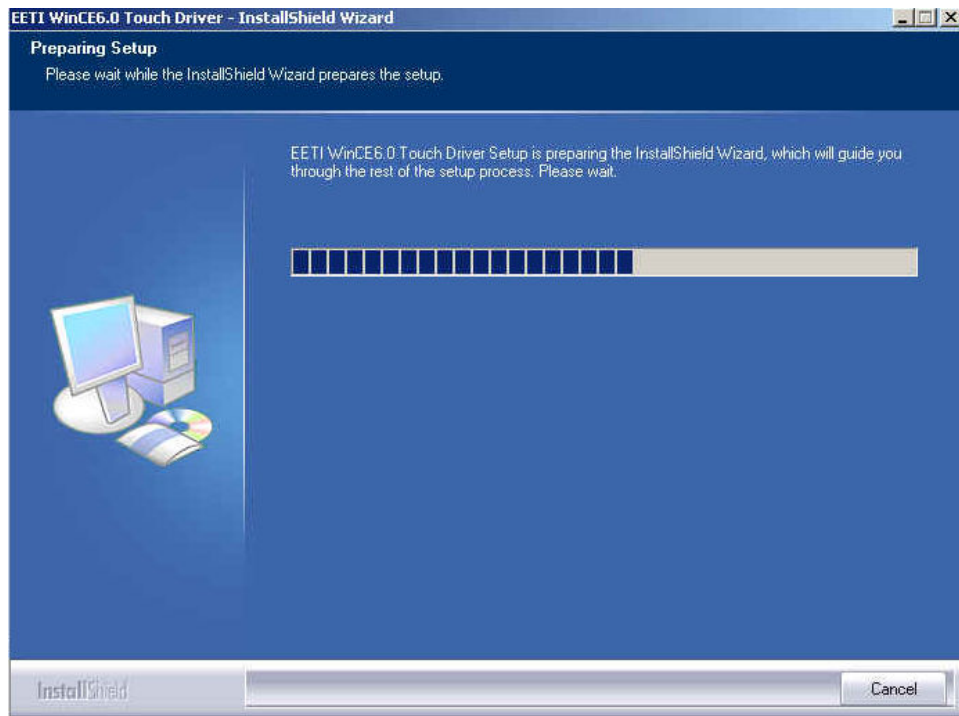 EETI WinCE6.0 Touch Driver - InstallShield Wizard
Preparing Setup
Please wait while the InstallShield Wizard prepares the setup.
EETI WinCE6.0 Touch Driver Setup is preparing the InstallShield Wizard, which will guide you
through the rest of the setup process. Please wait.
InstallShield
Cancel